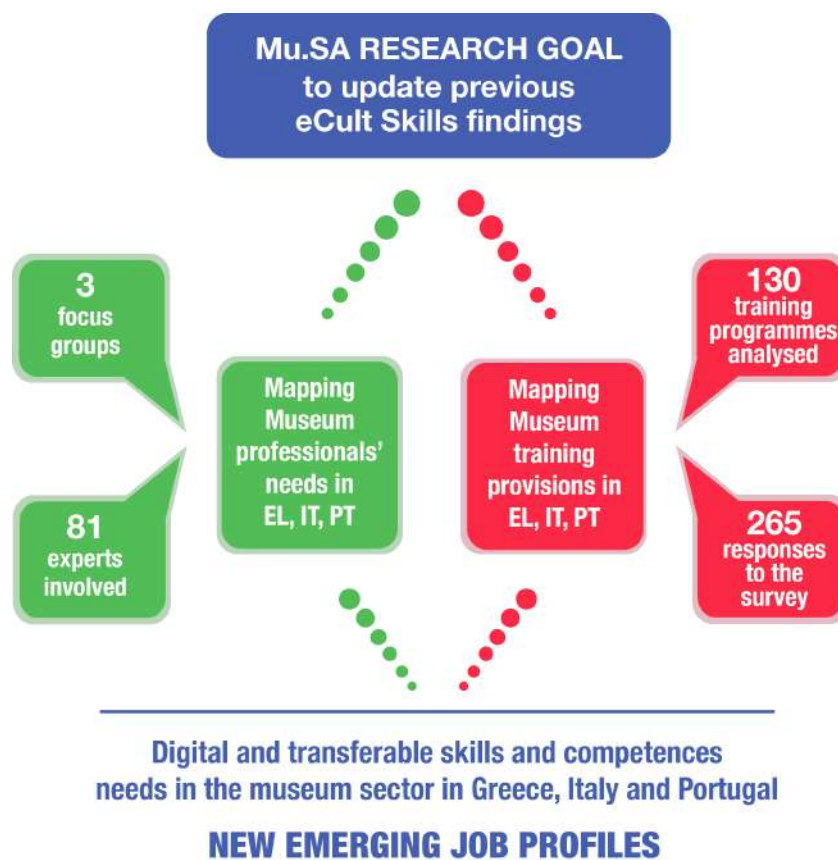 Mu.SA RESEARCH GOAL
to update previous
eCult Skills findings
3
focus
groups
81
experts
involved
Mapping
Museum
professionals'
needs in
EL, IT, PT
Mapping
Museum
training
provisions in
EL, IT, PT
130
training
programmes
analysed
265
responses
to the
survey
Digital and transferable skills and competences
needs in the museum sector in Greece, Italy and Portugal
NEW EMERGING JOB PROFILES